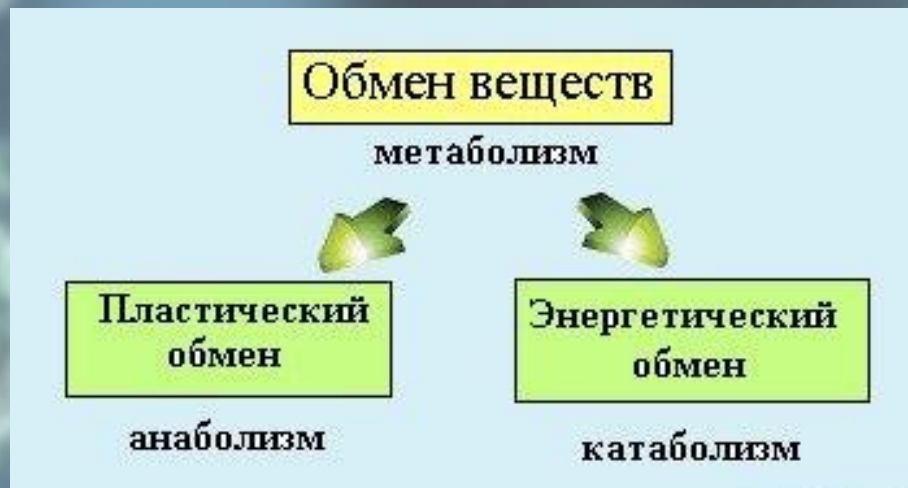 Обмен веществ
метаболизм
Пластический
обмен
Энергетический
обмен
анаболизм
катаболизм